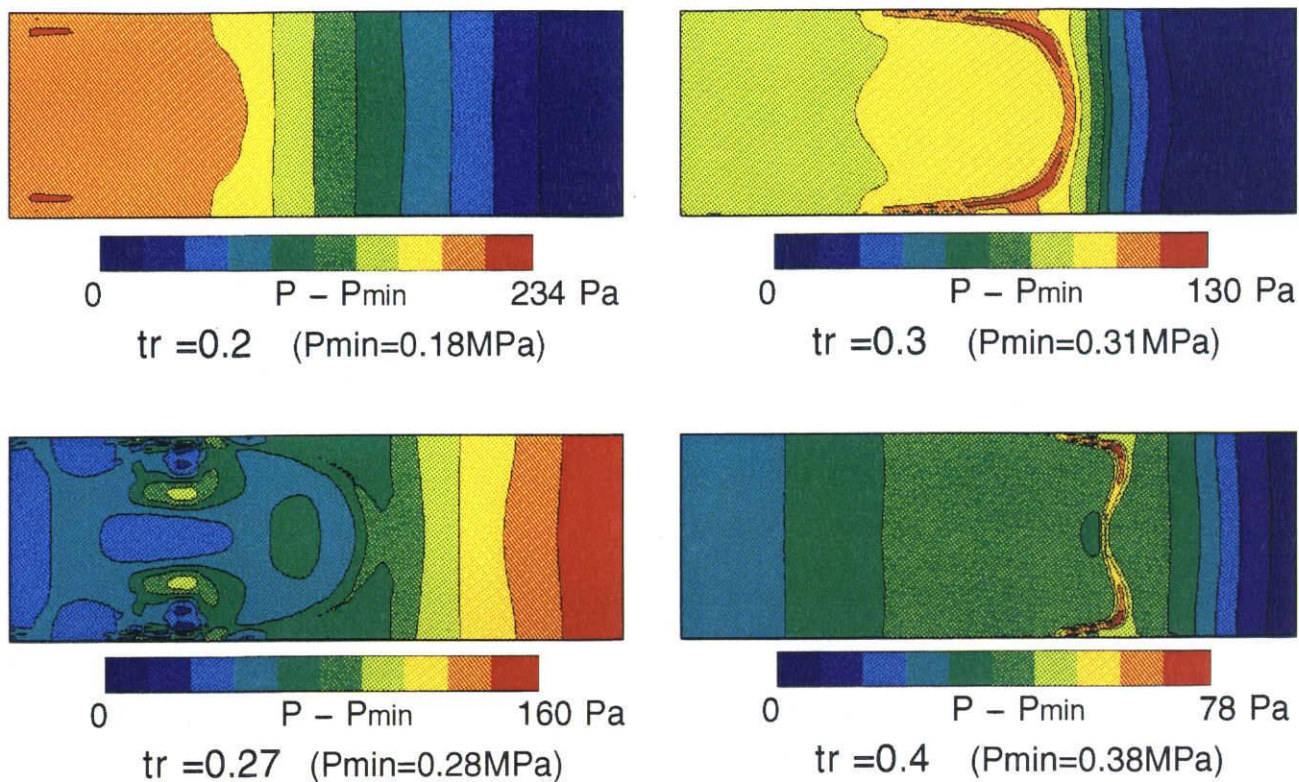 0 P – Pmin 234 Pa
tr =0.2 (Pmin=0.18MPa)
0 P – Pmin 130 Pa
tr =0.3 (Pmin=0.31MPa)
0 P – Pmin 160 Pa
tr =0.27 (Pmin=0.28MPa)
0 P – Pmin 78 Pa
tr =0.4 (Pmin=0.38MPa)